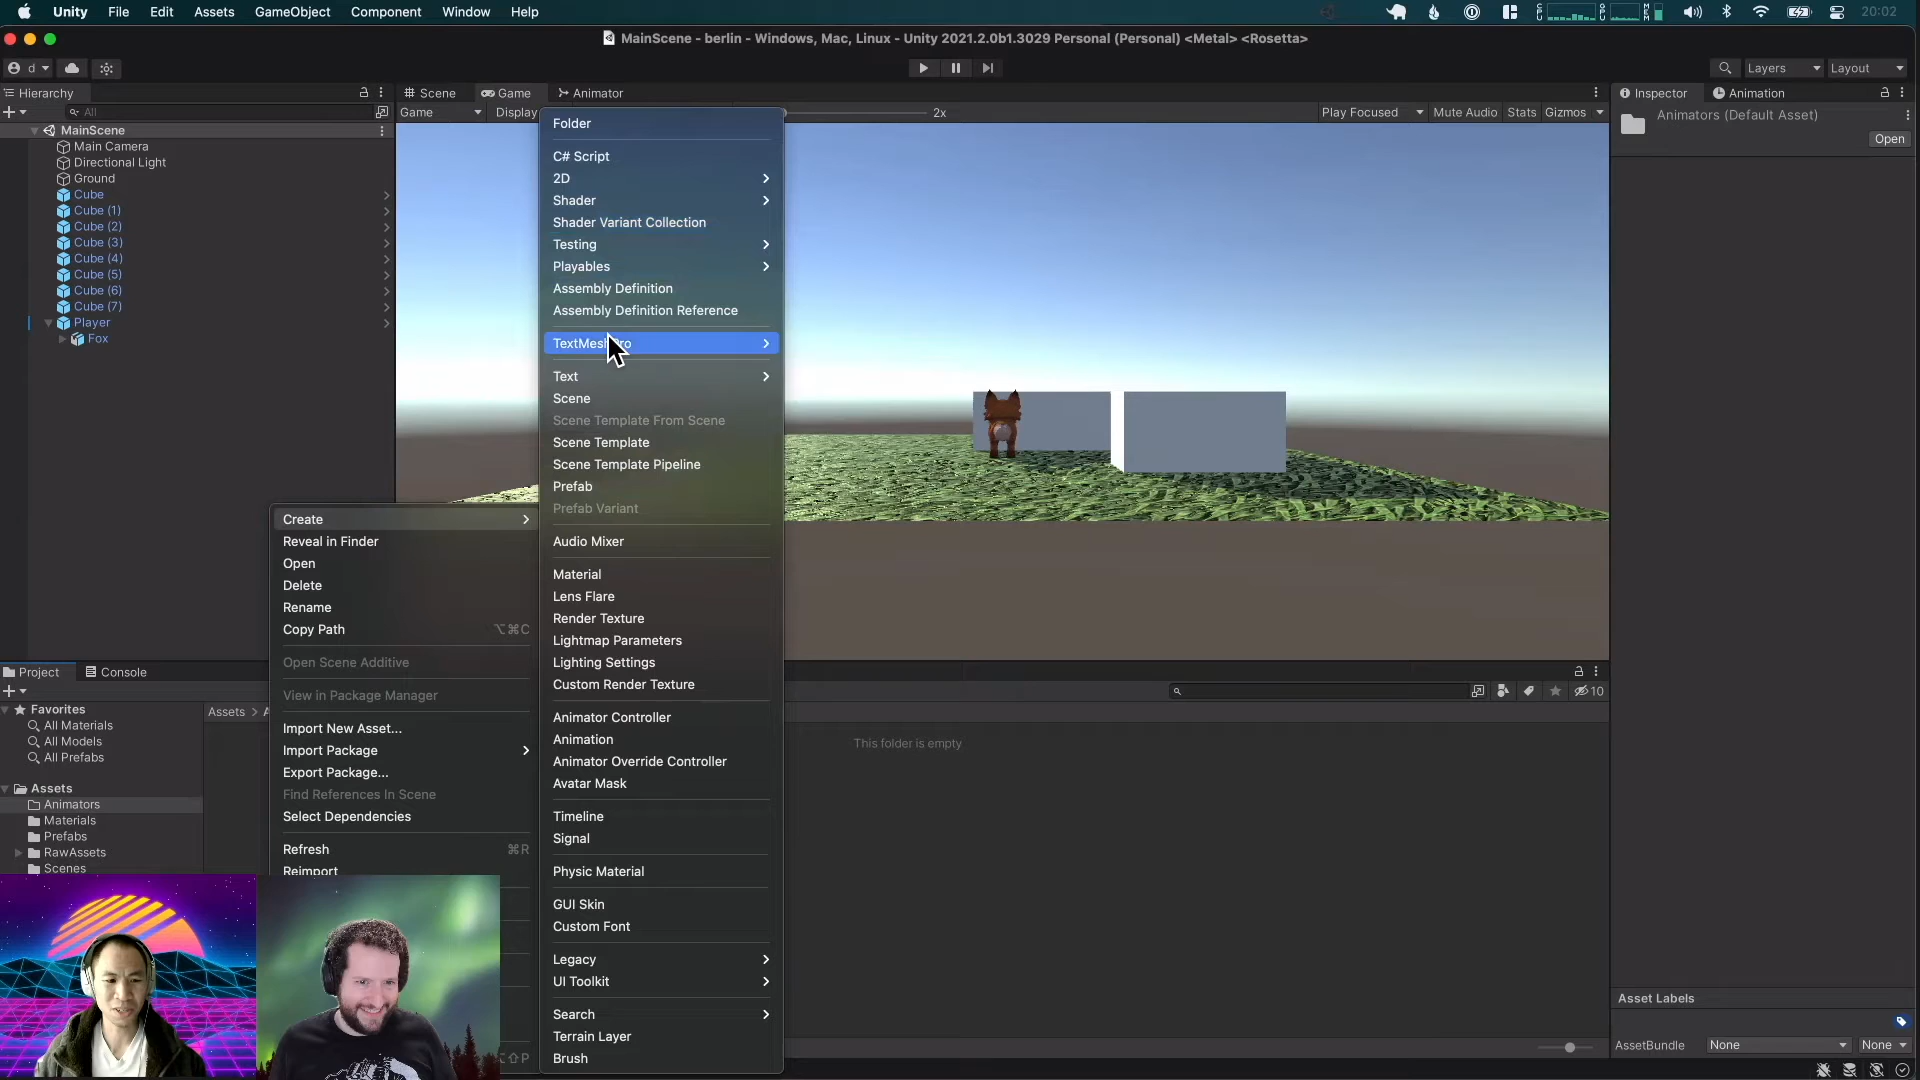 Unity File Edit Assets GameObject Component Window Help 20:02
MainScene - berlin - Windows, Mac, Linux - Unity 2021.2.0b1.3029 Personal (Personal) <Metal> <Rosetta>
d Layers Layout
Hierarchy Scene Game Animator Inspector Animation
All Game Display 2x Play Focused Mute Audio Stats Gizmos Animators (Default Asset)
Open
MainScene
Main Camera
Directional Light
Ground
Cube
Cube (1)
Cube (2)
Cube (3)
Cube (4)
Cube (5)
Cube (6)
Cube (7)
Player
Fox
Folder
C# Script
2D
Shader
Shader Variant Collection
Testing
Playables
Assembly Definition
Assembly Definition Reference
TextMeshPro
Text
Scene
Scene Template From Scene
Scene Template
Scene Template Pipeline
Prefab
Prefab Variant
Audio Mixer
Material
Lens Flare
Render Texture
Lightmap Parameters
Lighting Settings
Custom Render Texture
Animator Controller
Animation
Animator Override Controller
Avatar Mask
Timeline
Signal
Physic Material
GUI Skin
Custom Font
Legacy
UI Toolkit
Search
Terrain Layer
Brush
Create
Reveal in Finder
Open
Delete
Rename
Copy Path ⌥⌘C
Open Scene Additive
View in Package Manager
Import New Asset...
Import Package
Export Package...
Find References In Scene
Select Dependencies
Refresh ⌘R
Reimport
⌥⇧P
Project Console
10
Favorites
All Materials
All Models
All Prefabs
Assets
Animators
Materials
Prefabs
RawAssets
Scenes
Assets > A
This folder is empty
Asset Labels
AssetBundle None None